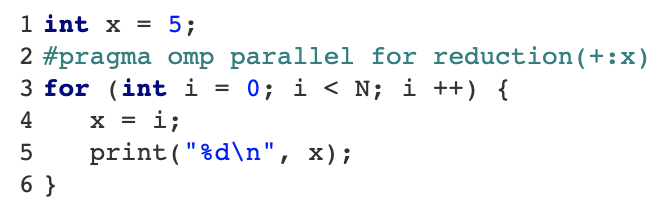 1 int x = 5;
2 #pragma omp parallel for reduction(+:x)
3 for (int i = 0; i < N; i ++) {
4    x = i;
5    print("%d\n", x);
6 }